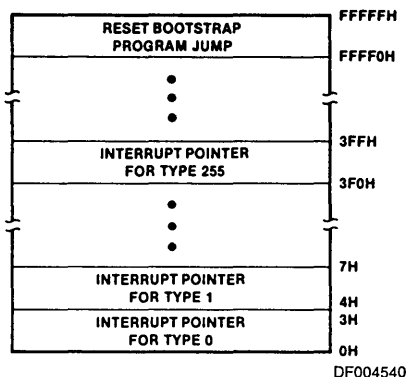 FFFFFH
RESET BOOTSTRAP
PROGRAM JUMP
FFFF0H
3FFH
INTERRUPT POINTER
FOR TYPE 255
3F0H
7H
INTERRUPT POINTER
FOR TYPE 1
4H
3H
INTERRUPT POINTER
FOR TYPE 0
0H
DF004540